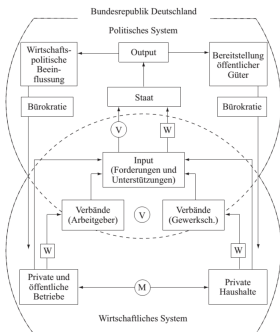 Bundesrepublik Deutschland
Politisches System
Wirtschafts-
politische
Beein-
flussung
Output
Bereitstellung
öffentlicher
Güter
Bürokratie
Staat
Bürokratie
V
W
Input
(Forderungen und
Unterstützungen)
Verbände
(Arbeitgeber)
V
Verbände
(Gewerksch.)
W
W
Private und
öffentliche
Betriebe
M
Private
Haushalte
Wirtschaftliches System